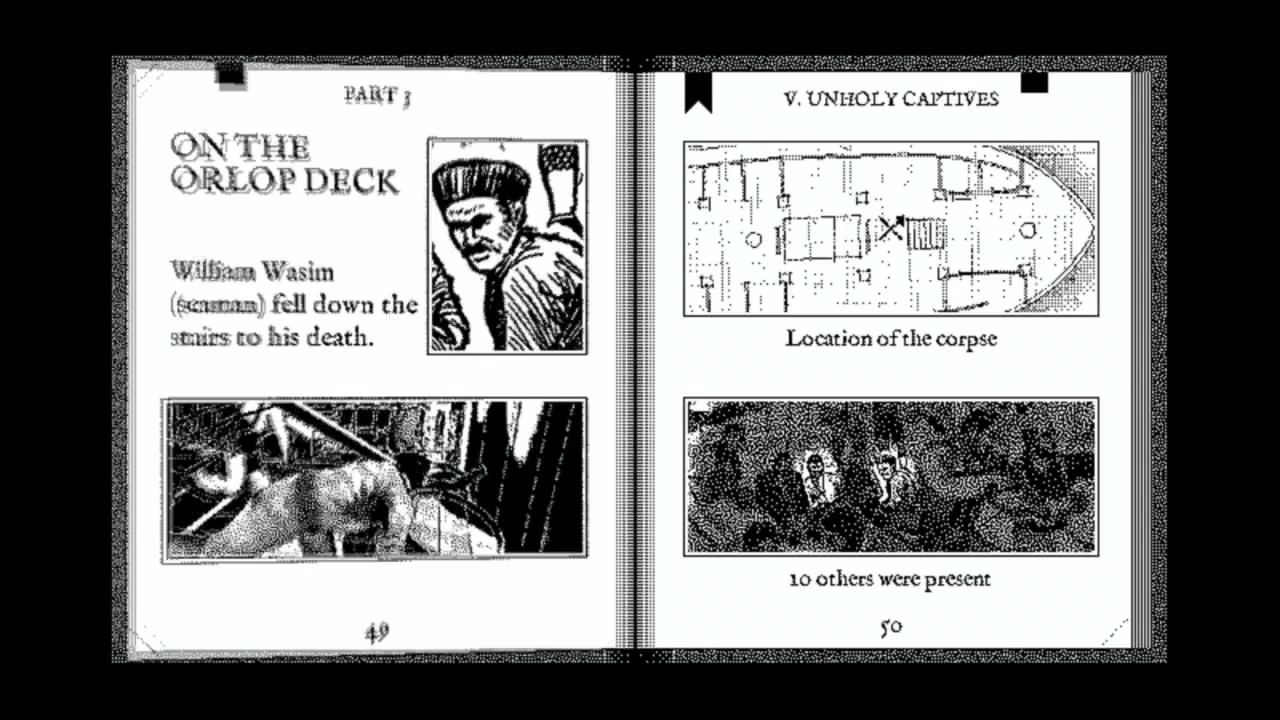 PART 3
ON THE
ORLOP DECK
William Wasim
(seaman) fell down the
stairs to his death.
49
V. UNHOLY CAPTIVES
Location of the corpse
10 others were present
50